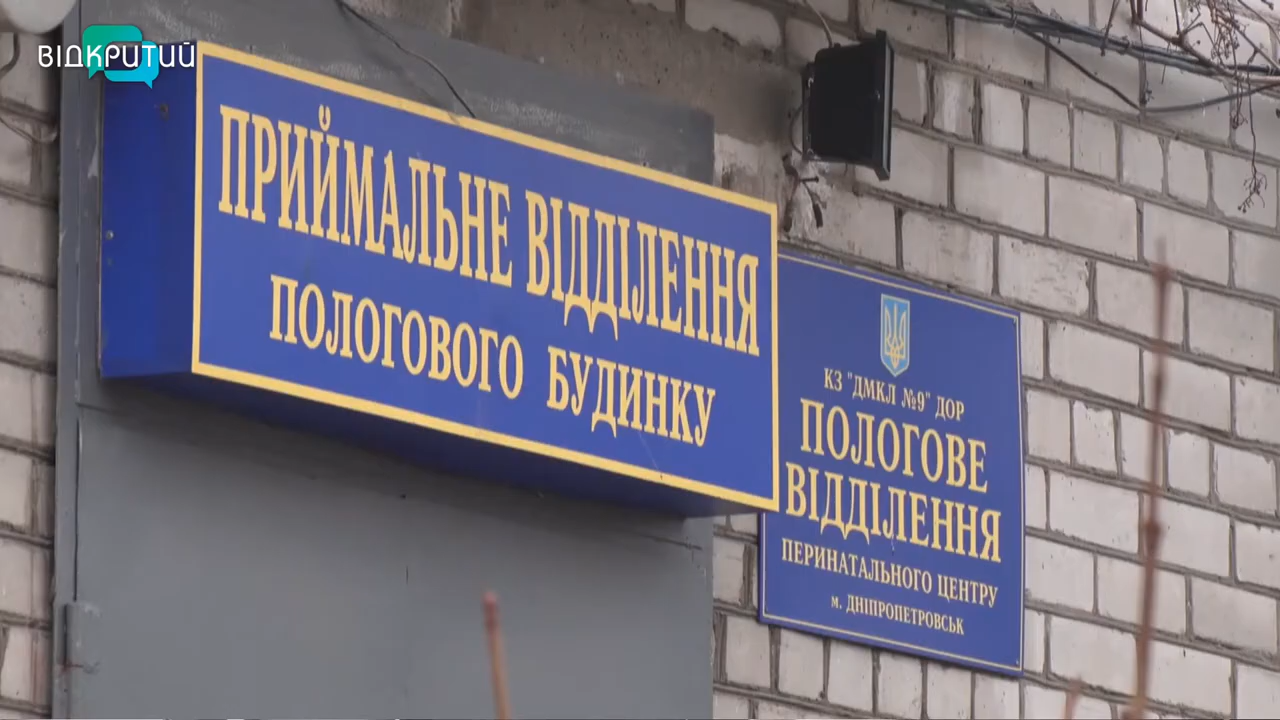 ВІДКРИТИЙ
ПРИЙМАЛЬНЕ ВІДДІЛЕННЯ
ПОЛОГОВОГО БУДИНКУ
КЗ "ДМКЛ №9" ДОР
ПОЛОГОВЕ
ВІДДІЛЕННЯ
ПЕРИНАТАЛЬНОГО ЦЕНТРУ
м. ДНІПРОПЕТРОВСЬК